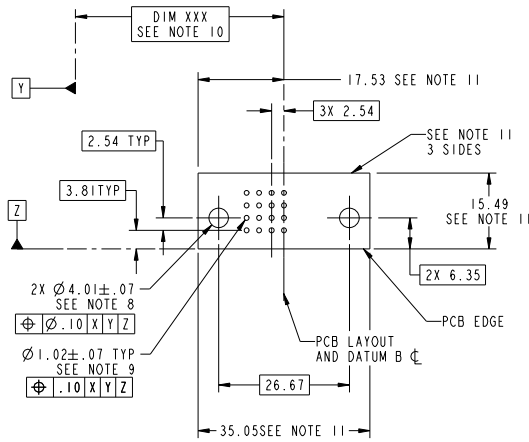 DIM XXX
SEE NOTE 10
Y
17.53 SEE NOTE 11
3X 2.54
2.54 TYP
SEE NOTE 11
3 SIDES
3.81TYP
Z
15.49
SEE NOTE 11
2X 6.35
2X Ø4.01±.07
SEE NOTE 8
⌖ Ø.10 X Y Z
PCB EDGE
Ø1.02±.07 TYP
SEE NOTE 9
⌖ .10 X Y Z
PCB LAYOUT
AND DATUM B ℄
26.67
35.05SEE NOTE 11